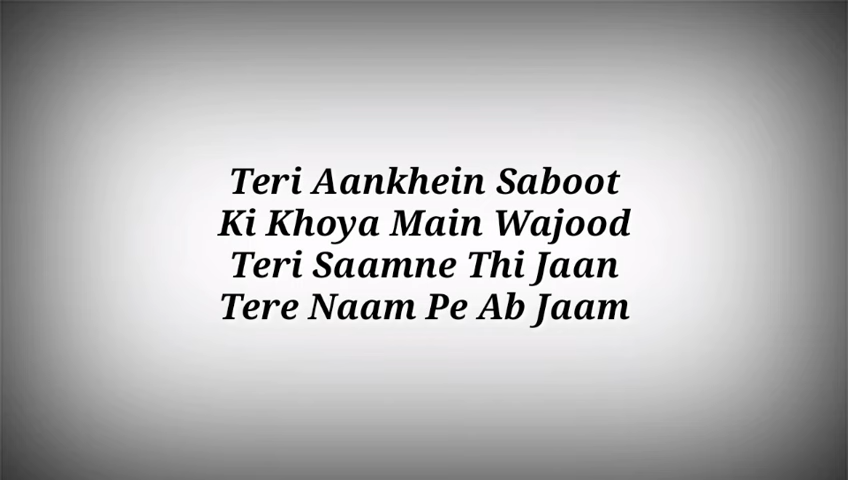 Teri Aankhein Saboot
Ki Khoya Main Wajood
Teri Saamne Thi Jaan
Tere Naam Pe Ab Jaam